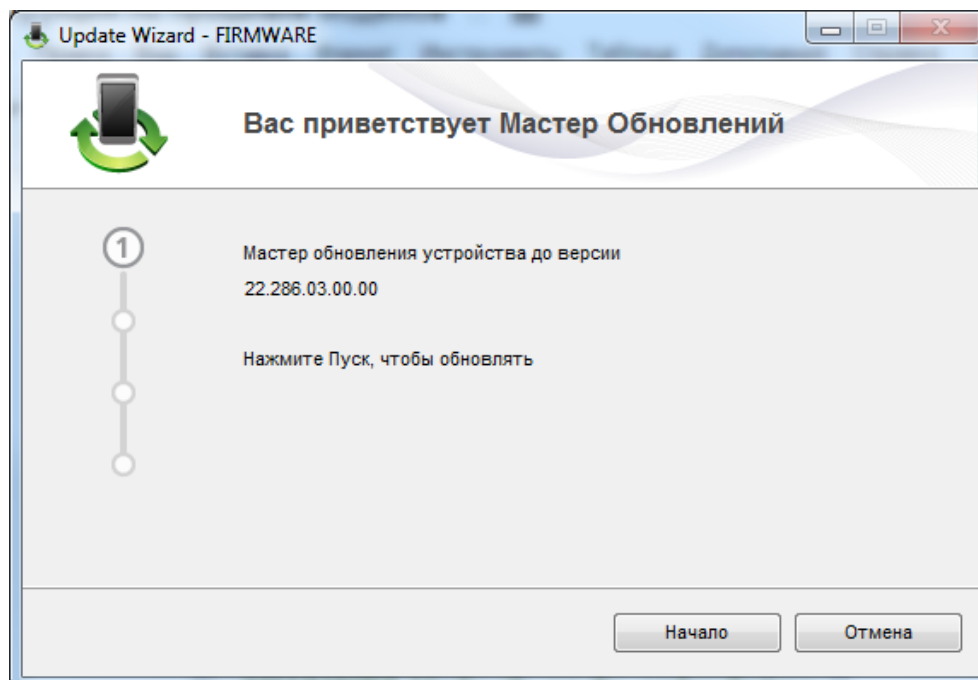 Update Wizard - FIRMWARE
Вас приветствует Мастер Обновлений
1
Мастер обновления устройства до версии
22.286.03.00.00
Нажмите Пуск, чтобы обновлять
Начало
Отмена